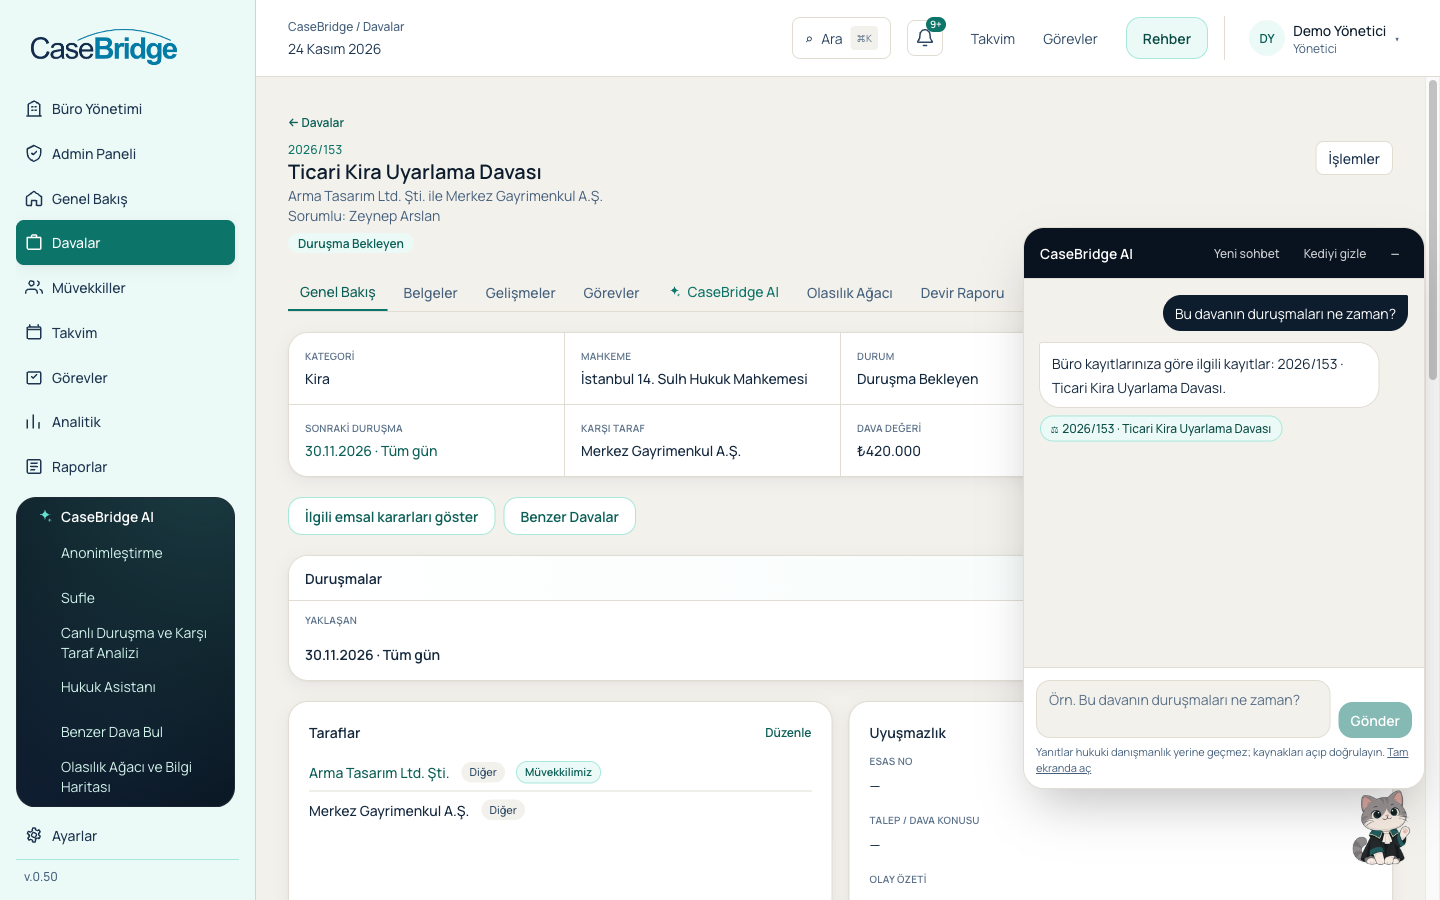 CaseBridge
Büro Yönetimi
Admin Paneli
Genel Bakış
Davalar
Müvekkiller
Takvim
Görevler
Analitik
Raporlar
CaseBridge AI
Anonimleştirme
Sufle
Canlı Duruşma ve Karşı
Taraf Analizi
Hukuk Asistanı
Benzer Dava Bul
Olasılık Ağacı ve Bilgi
Haritası
Ayarlar
v.0.50
CaseBridge / Davalar
24 Kasım 2026
Ara ⌘K
9+
Takvim
Görevler
Rehber
DY
Demo Yönetici
Yönetici
← Davalar
2026/153
Ticari Kira Uyarlama Davası
Arma Tasarım Ltd. Şti. ile Merkez Gayrimenkul A.Ş.
Sorumlu: Zeynep Arslan
Duruşma Bekleyen
İşlemler
Genel Bakış
Belgeler
Gelişmeler
Görevler
CaseBridge AI
Olasılık Ağacı
Devir Raporu
KATEGORİ
Kira
MAHKEME
İstanbul 14. Sulh Hukuk Mahkemesi
DURUM
Duruşma Bekleyen
SONRAKİ DURUŞMA
30.11.2026 · Tüm gün
KARŞI TARAF
Merkez Gayrimenkul A.Ş.
DAVA DEĞERİ
₺420.000
İlgili emsal kararları göster
Benzer Davalar
Duruşmalar
YAKLAŞAN
30.11.2026 · Tüm gün
Taraflar
Düzenle
Arma Tasarım Ltd. Şti. Diğer Müvekkilimiz
Merkez Gayrimenkul A.Ş. Diğer
Uyuşmazlık
ESAS NO
—
TALEP / DAVA KONUSU
—
OLAY ÖZETİ
CaseBridge AI
Yeni sohbet
Kediyi gizle
–
Bu davanın duruşmaları ne zaman?
Büro kayıtlarınıza göre ilgili kayıtlar: 2026/153 ·
Ticari Kira Uyarlama Davası.
⚖ 2026/153 · Ticari Kira Uyarlama Davası
Örn. Bu davanın duruşmaları ne zaman?
Gönder
Yanıtlar hukuki danışmanlık yerine geçmez; kaynakları açıp doğrulayın. Tam
ekranda aç